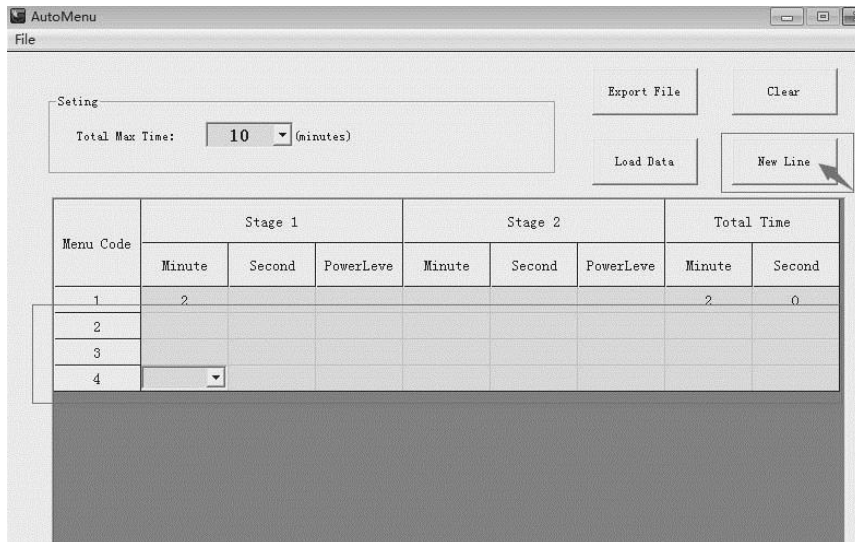 AutoMenu
File
Seting
Total Max Time: 10 (minutes)
Export File
Clear
Load Data
New Line
Menu Code Stage 1 Stage 2 Total Time
Minute Second PowerLeve Minute Second PowerLeve Minute Second
1 2 2 0
2
3
4